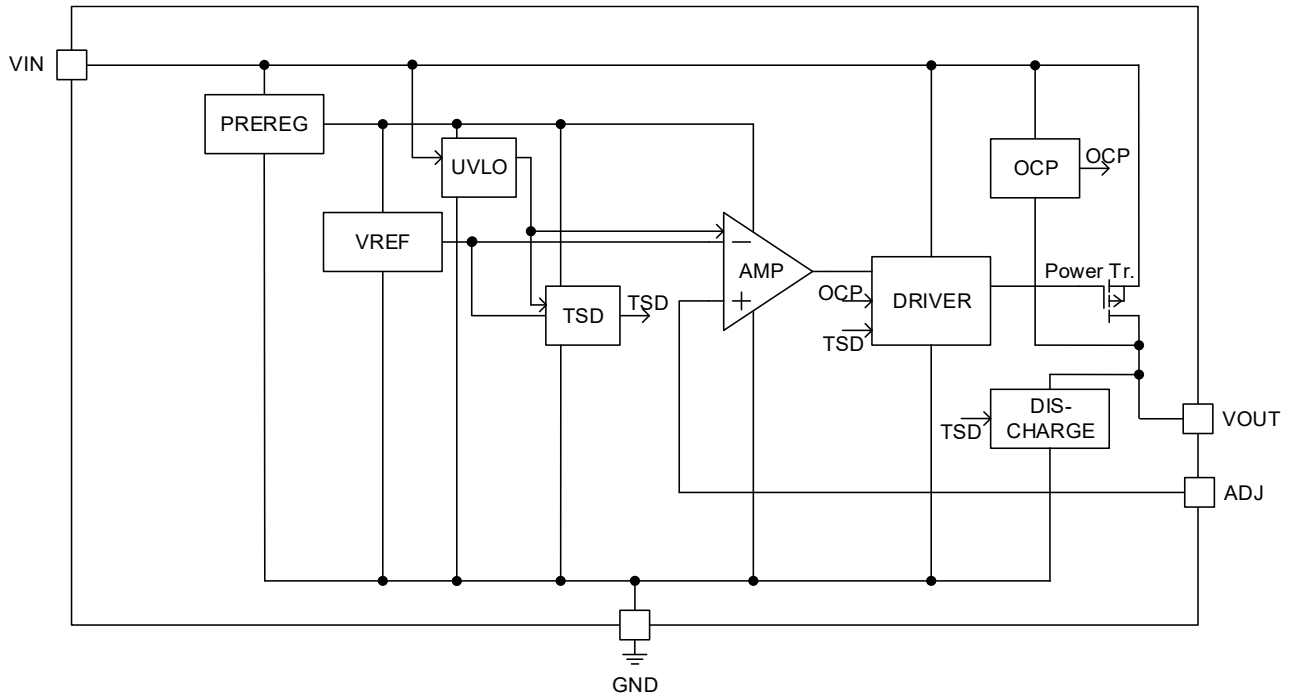 VIN
PREREG
UVLO
OCP
OCP
VREF
AMP
Power Tr.
TSD
TSD
OCP
DRIVER
TSD
DIS-
CHARGE
TSD
VOUT
ADJ
GND